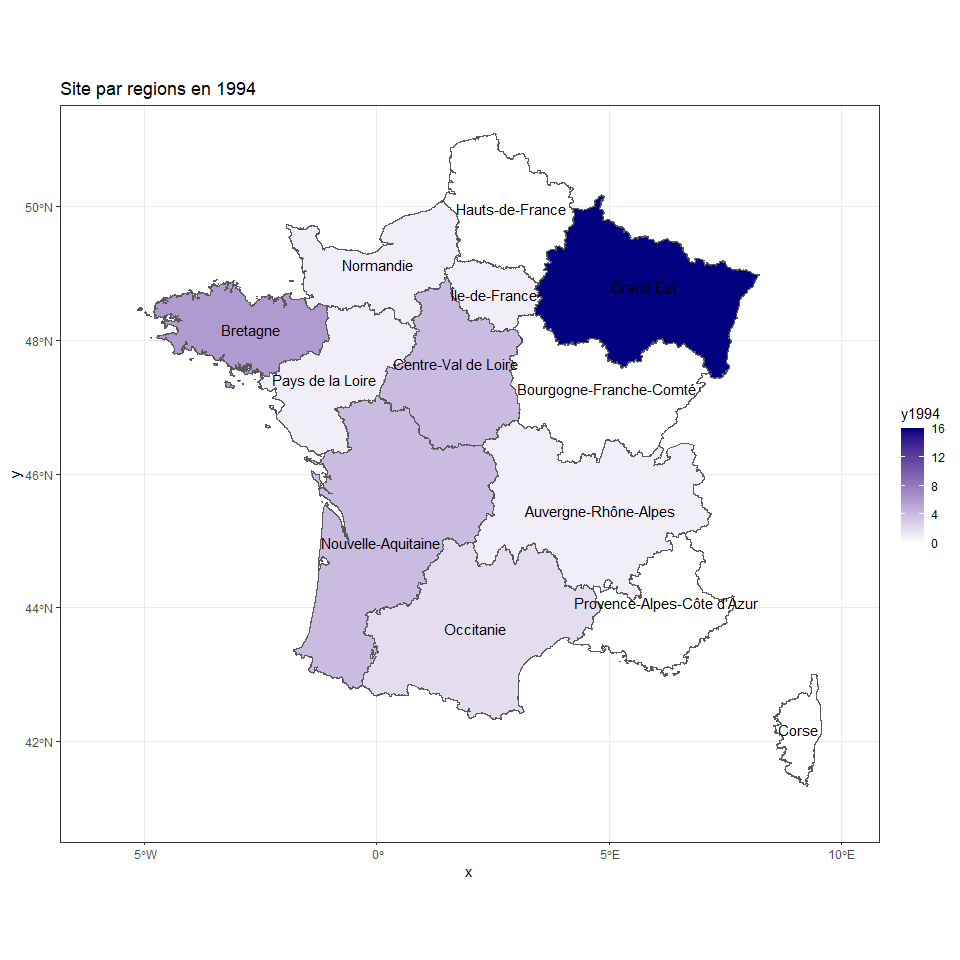 Site par regions en 1994
50°N
48°N
46°N
44°N
42°N
y
Hauts-de-France
Normandie
Île-de-France
Grand Est
Bretagne
Centre-Val de Loire
Pays de la Loire
Bourgogne-Franche-Comté
Auvergne-Rhône-Alpes
Nouvelle-Aquitaine
Provence-Alpes-Côte d'Azur
Occitanie
Corse
y1994
16
12
8
4
0
5°W
0°
5°E
10°E
x